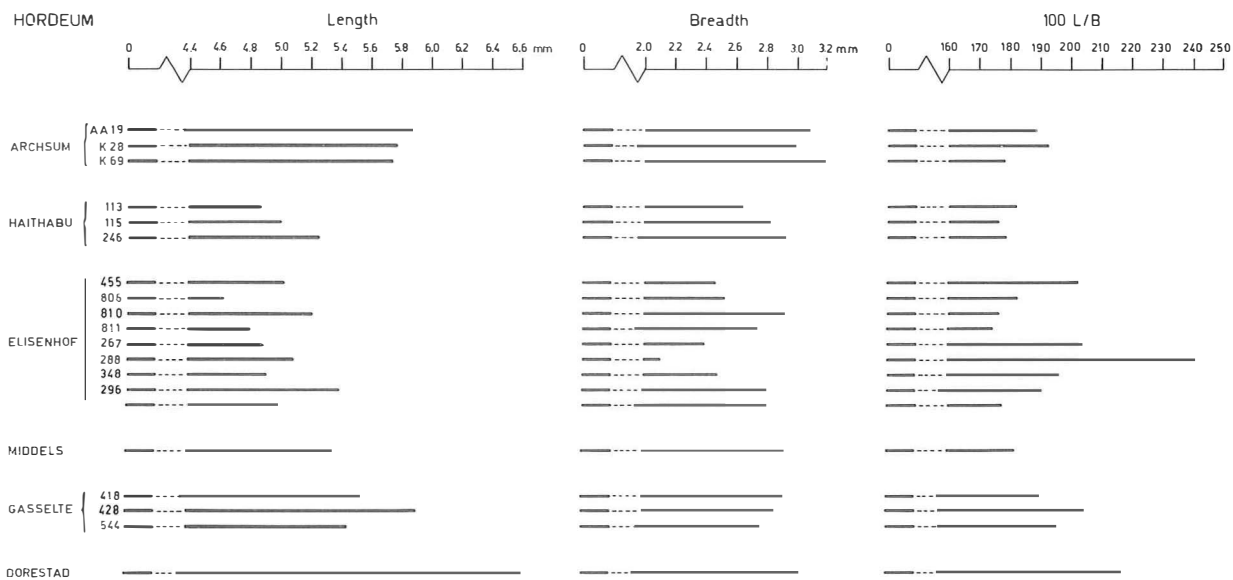 HORDEUM Length Breadth 100 L/B
0 4.4 4.6 4.8 5.0 5.2 5.4 5.6 5.8 6.0 6.2 6.4 6.6 mm 0 2.0 2.2 2.4 2.6 2.8 3.0 3.2 mm 0 160 170 180 190 200 210 220 230 240 250
AA19
ARCHSUM K 28
K 69
113
HAITHABU 115
246
455
806
810
811
ELISENHOF 267
288
348
296
MIDDELS
418
GASSELTE 428
544
DORESTAD